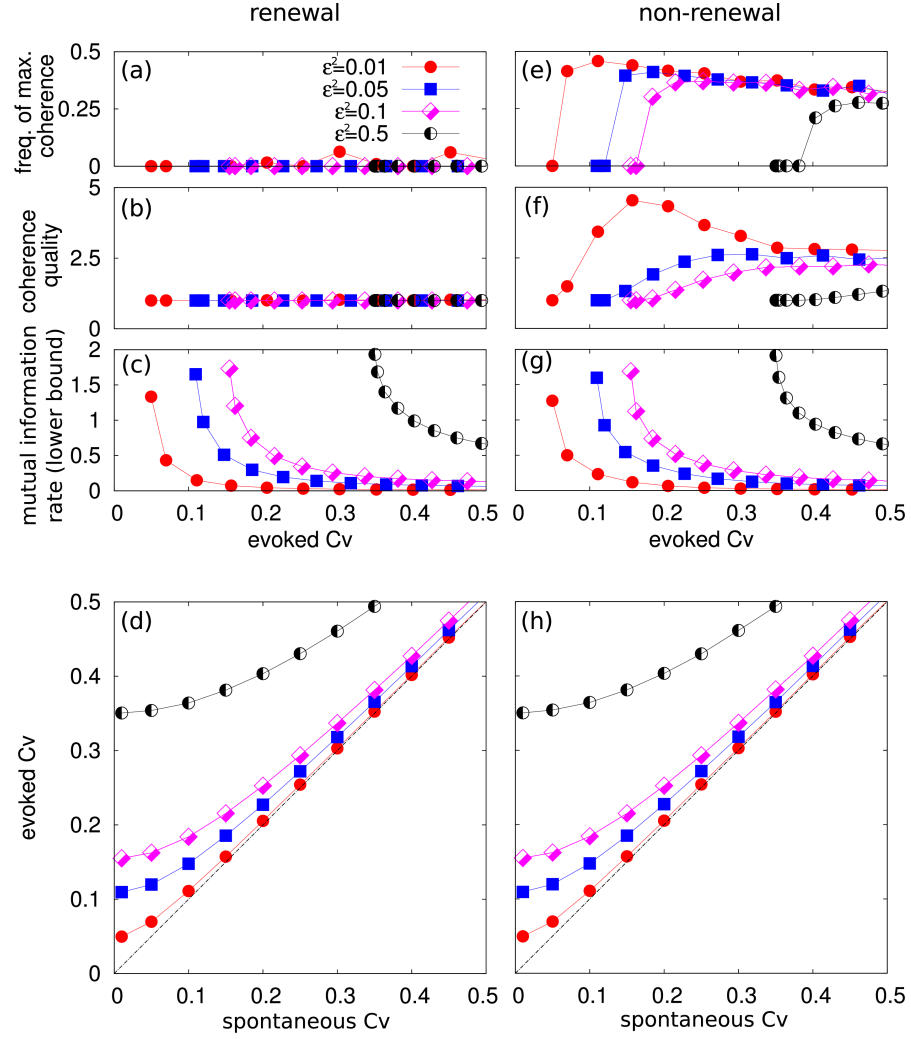 renewal
non-renewal
freq. of max.
coherence
0.5
0.25
0
(a)
ε²=0.01
ε²=0.05
ε²=0.1
ε²=0.5
(e)
coherence
quality
5
2.5
0
(b)
(f)
mutual information
rate (lower bound)
2
1.5
1
0.5
0
(c)
(g)
0 0.1 0.2 0.3 0.4 0.5
evoked Cv
0 0.1 0.2 0.3 0.4 0.5
evoked Cv
evoked Cv
0.5
0.4
0.3
0.2
0.1
0
(d)
(h)
0 0.1 0.2 0.3 0.4 0.5
spontaneous Cv
0 0.1 0.2 0.3 0.4 0.5
spontaneous Cv